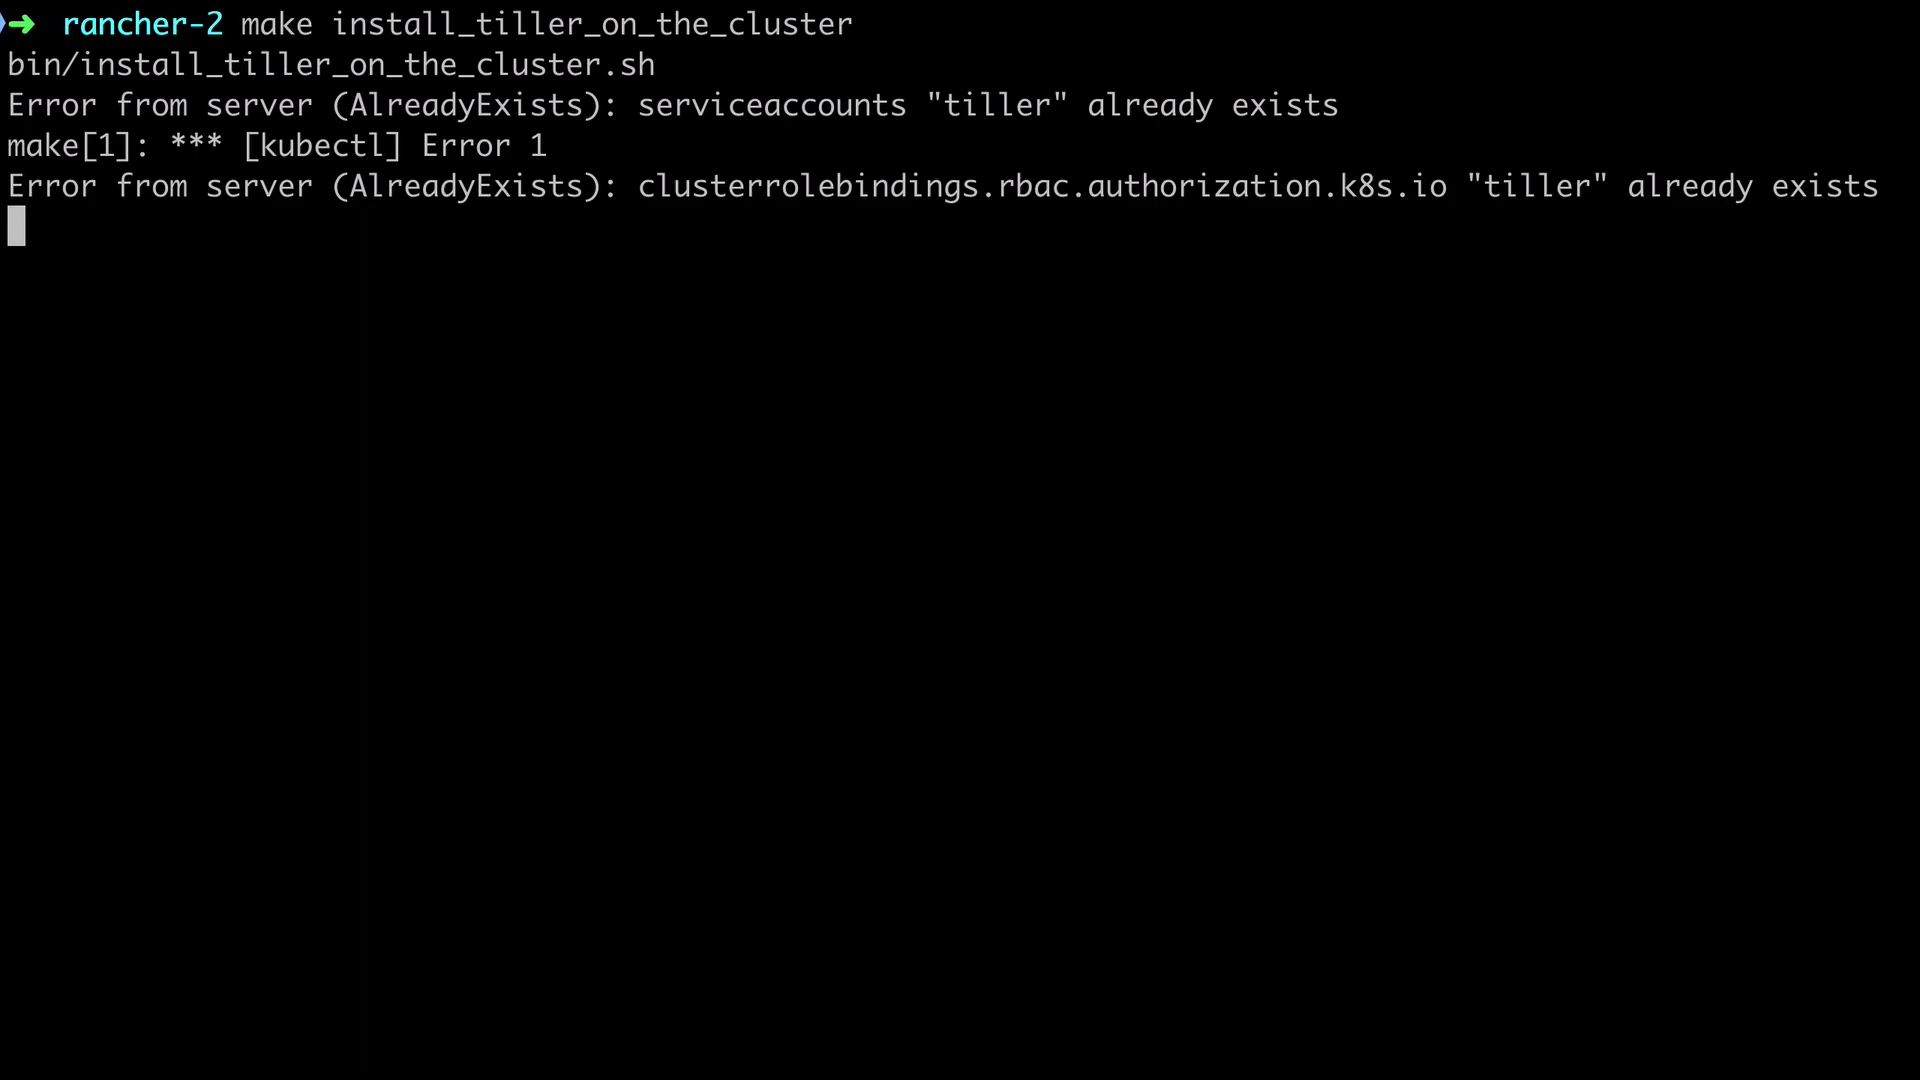 ➜ rancher-2 make install_tiller_on_the_cluster
bin/install_tiller_on_the_cluster.sh
Error from server (AlreadyExists): serviceaccounts "tiller" already exists
make[1]: *** [kubectl] Error 1
Error from server (AlreadyExists): clusterrolebindings.rbac.authorization.k8s.io "tiller" already exists